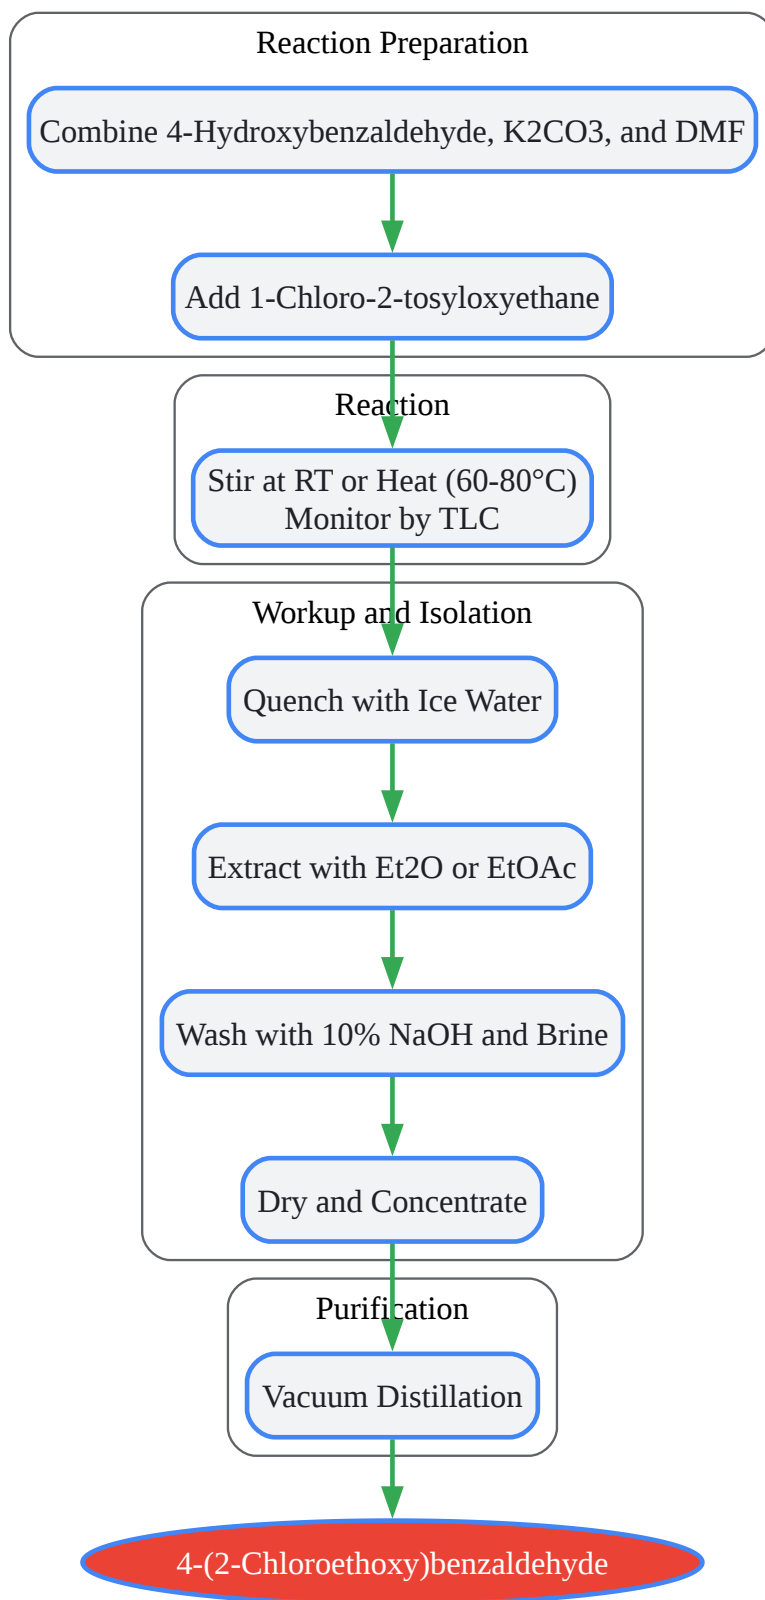 Reaction Preparation
Combine 4-Hydroxybenzaldehyde, K2CO3, and DMF
Add 1-Chloro-2-tosyloxyethane
Reaction
Stir at RT or Heat (60-80°C)
Monitor by TLC
Workup and Isolation
Quench with Ice Water
Extract with Et2O or EtOAc
Wash with 10% NaOH and Brine
Dry and Concentrate
Purification
Vacuum Distillation
4-(2-Chloroethoxy)benzaldehyde